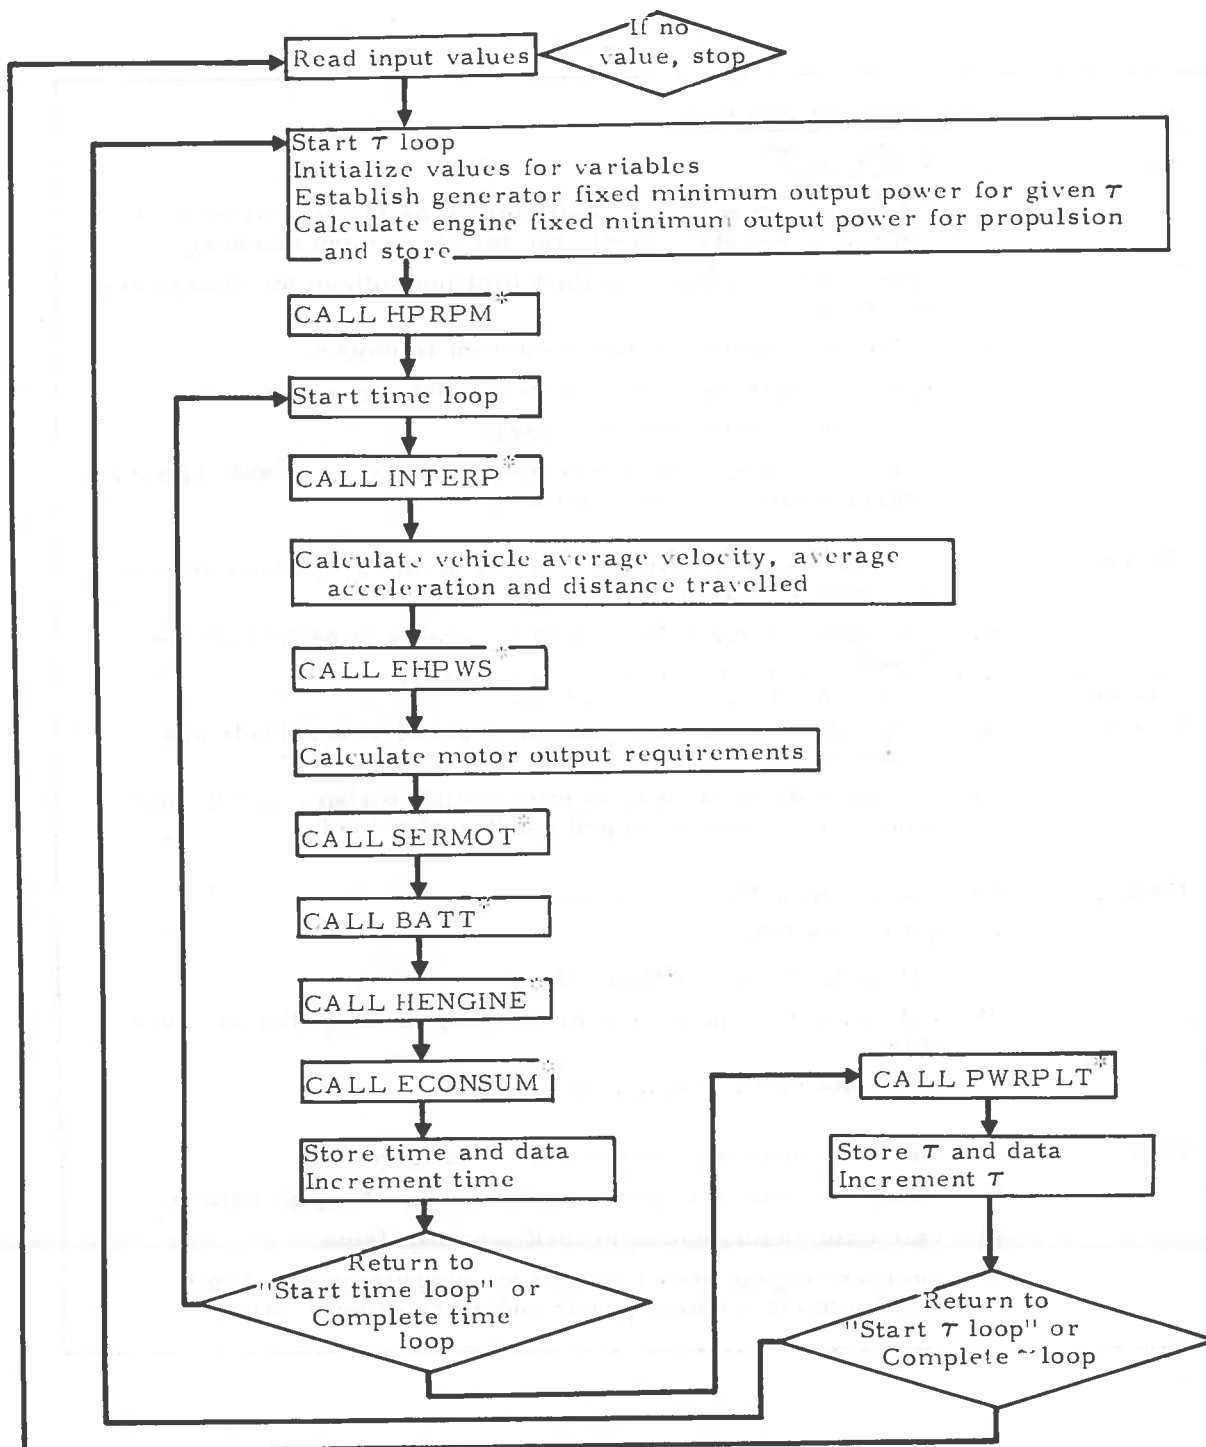 Read input values
If no
value, stop
Start τ loop
Initialize values for variables
Establish generator fixed minimum output power for given τ
Calculate engine fixed minimum output power for propulsion
and store
CALL HPRPM*
Start time loop
CALL INTERP*
Calculate vehicle average velocity, average
acceleration and distance travelled
CALL EHPWS*
Calculate motor output requirements
CALL SERMOT*
CALL BATT*
CALL HENGINE*
CALL ECONSUM*
Store time and data
Increment time
Return to
"Start time loop" or
Complete time
loop
CALL PWRPLT*
Store τ and data
Increment τ
Return to
"Start τ loop" or
Complete ~ loop